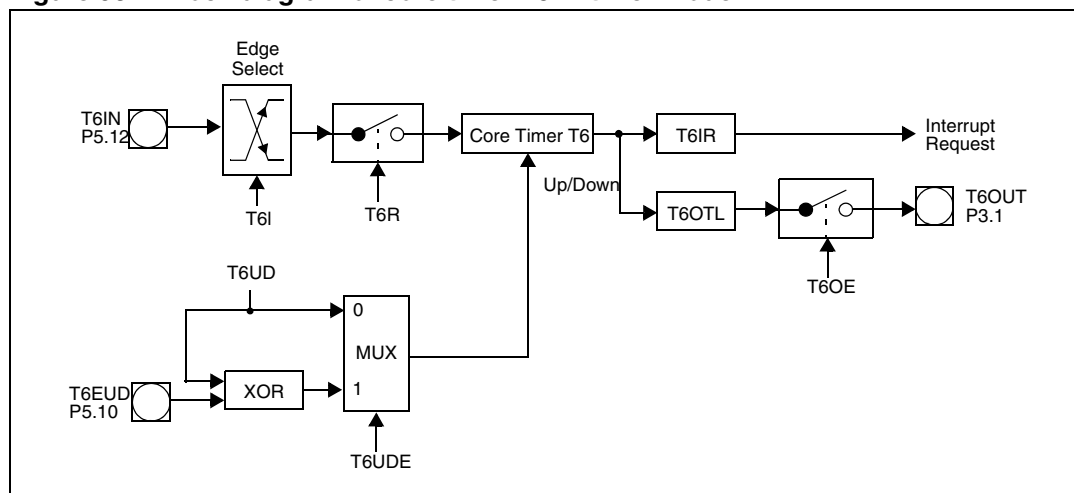 Edge
Select
T6IN
P5.12
Core Timer T6
T6IR
Interrupt
Request
Up/Down
T6I
T6R
T6OTL
T6OUT
P3.1
T6OE
T6UD
0
MUX
XOR
1
T6EUD
P5.10
T6UDE